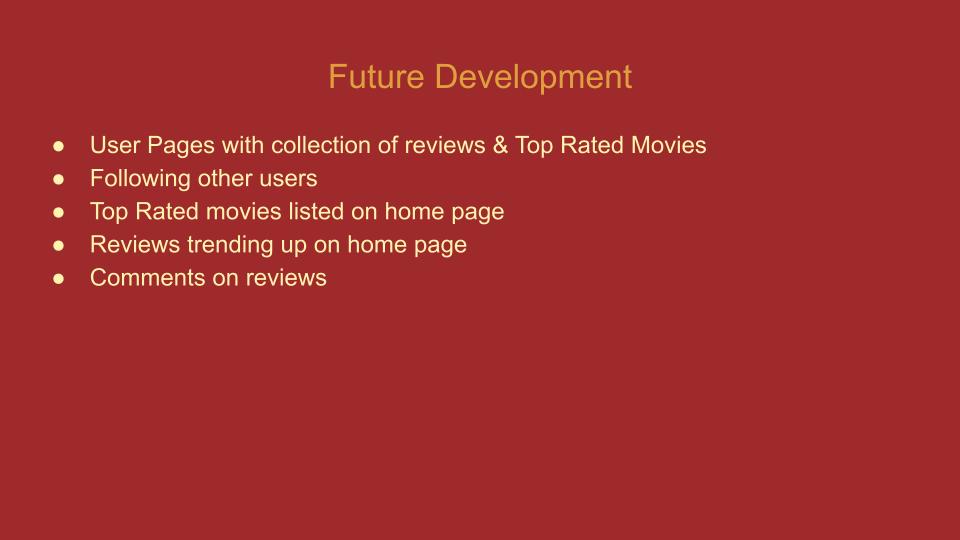 Future Development
● User Pages with collection of reviews & Top Rated Movies
● Following other users
● Top Rated movies listed on home page
● Reviews trending up on home page
● Comments on reviews